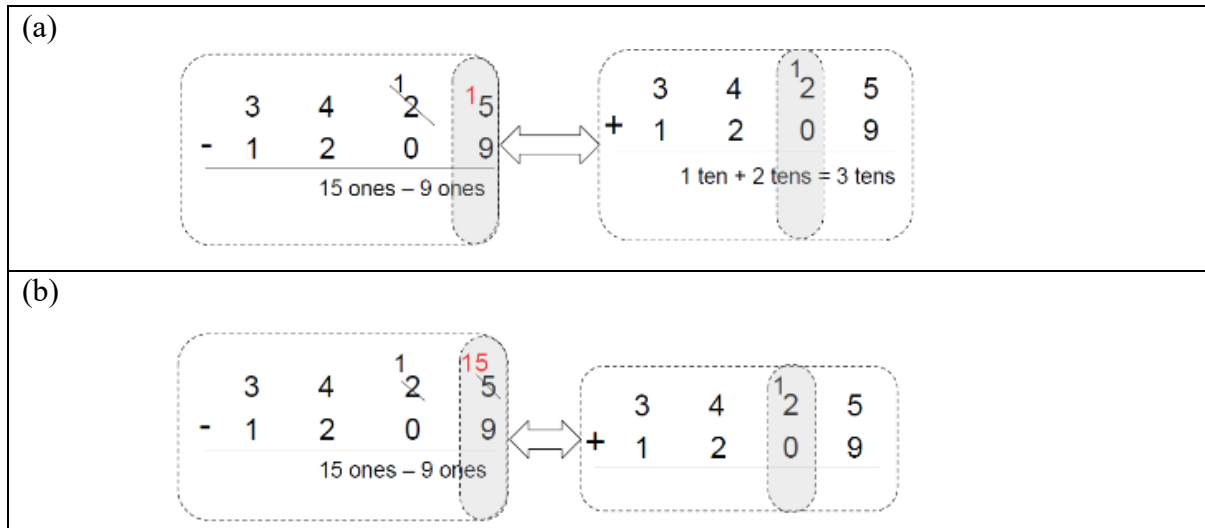 (a)
1
3 4 2 15
- 1 2 0 9
15 ones – 9 ones
1
3 4 2 5
+ 1 2 0 9
1 ten + 2 tens = 3 tens
(b)
1 15
3 4 2 5
- 1 2 0 9
15 ones – 9 ones
1
3 4 2 5
+ 1 2 0 9